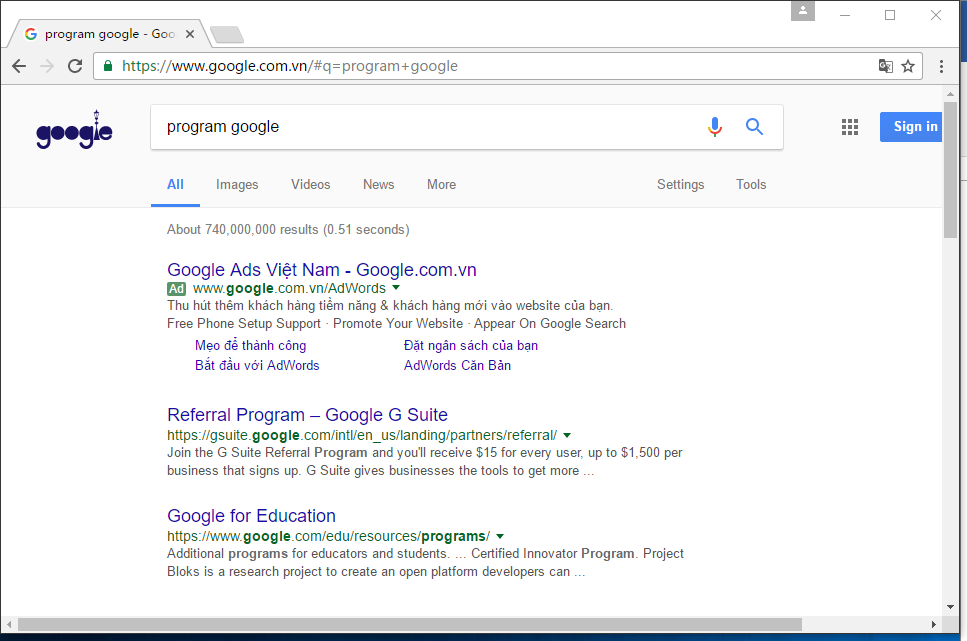 program google - Goo
https://www.google.com.vn/#q=program+google
google
program google
Sign in
All Images Videos News More Settings Tools
About 740,000,000 results (0.51 seconds)
Google Ads Việt Nam - Google.com.vn
Ad www.google.com.vn/AdWords
Thu hút thêm khách hàng tiềm năng & khách hàng mới vào website của bạn.
Free Phone Setup Support · Promote Your Website · Appear On Google Search
Mẹo để thành công Đặt ngân sách của bạn
Bắt đầu với AdWords AdWords Căn Bản
Referral Program – Google G Suite
https://gsuite.google.com/intl/en_us/landing/partners/referral/
Join the G Suite Referral Program and you'll receive $15 for every user, up to $1,500 per
business that signs up. G Suite gives businesses the tools to get more ...
Google for Education
https://www.google.com/edu/resources/programs/
Additional programs for educators and students. ... Certified Innovator Program. Project
Bloks is a research project to create an open platform developers can ...